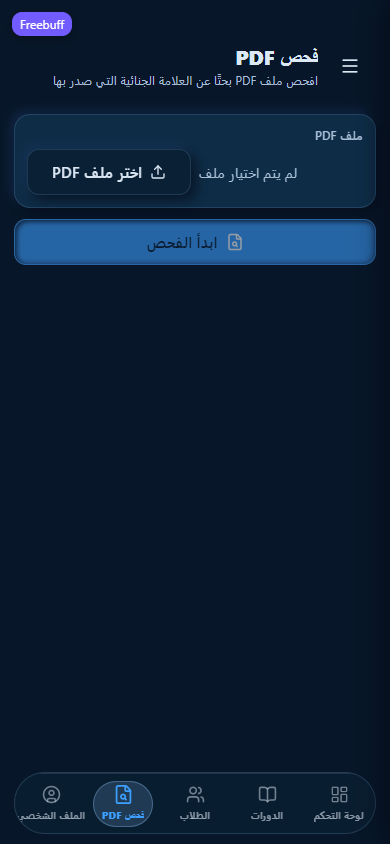 Freebuff
فحص PDF
افحص ملف PDF بحثًا عن العلامة الجنائية التي صدر بها
ملف PDF
اختر ملف PDF
لم يتم اختيار ملف
ابدأ الفحص
لوحة التحكم
الدورات
الطلاب
فحص PDF
الملف الشخصي